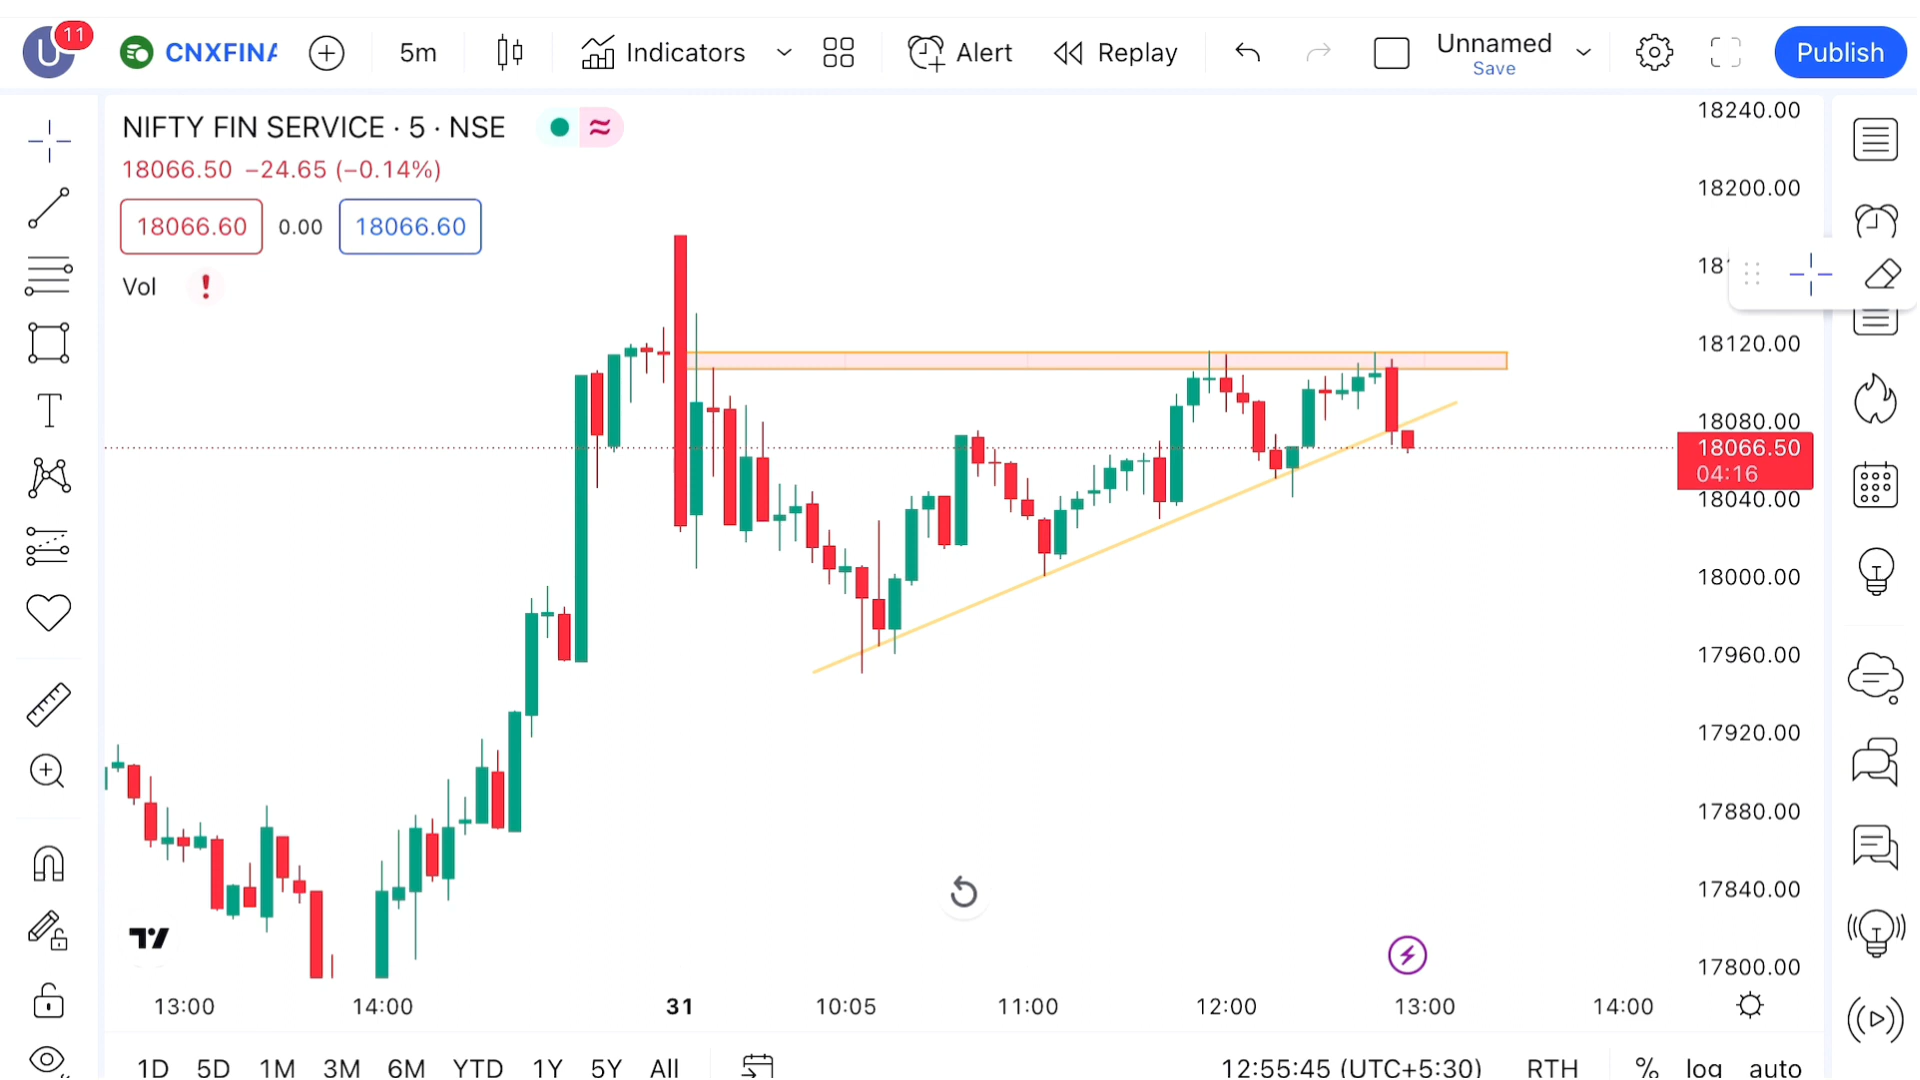 U 11 CNXFINA 5m Indicators Alert Replay Unnamed Save Publish
NIFTY FIN SERVICE · 5 · NSE
18066.50 −24.65 (−0.14%)
18066.60 0.00 18066.60
Vol !
18240.00
18200.00
18120.00
18080.00
18066.50
04:16
18040.00
18000.00
17960.00
17920.00
17880.00
17840.00
17800.00
T
13:00 14:00 31 10:05 11:00 12:00 13:00 14:00
1D 5D 1M 3M 6M YTD 1Y 5Y All 12:55:45 (UTC+5:30) RTH % log auto